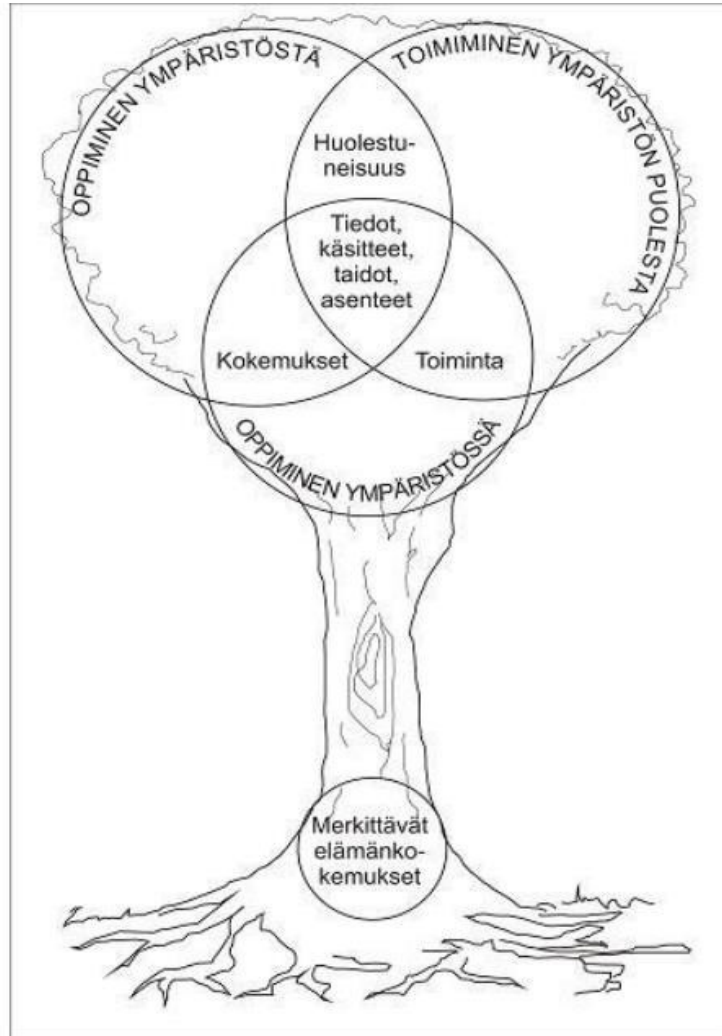 OPPIMINEN YMPÄRISTÖSTÄ
TOIMIMINEN YMPÄRISTÖN PUOLESTA
Huolestu-
neisuus
Tiedot,
käsitteet,
taidot,
asenteet
Kokemukset
Toiminta
OPPIMINEN YMPÄRISTÖSSÄ
Merkittävät
elämänko-
kemukset